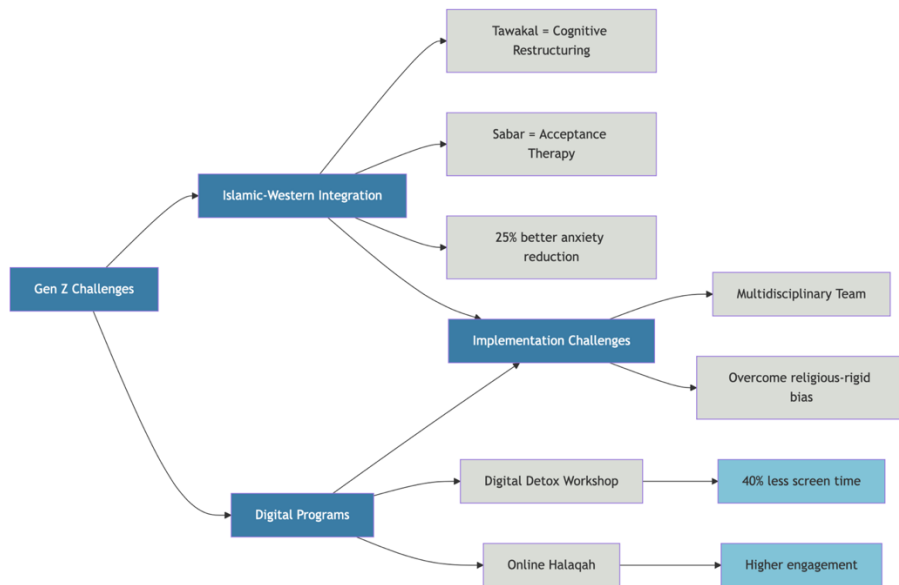 Tawakal = Cognitive
Restructuring
Sabar = Acceptance
Therapy
Islamic-Western Integration
25% better anxiety
reduction
Gen Z Challenges
Multidisciplinary Team
Implementation Challenges
Overcome religious-rigid
bias
Digital Detox Workshop
40% less screen time
Digital Programs
Online Halaqah
Higher engagement